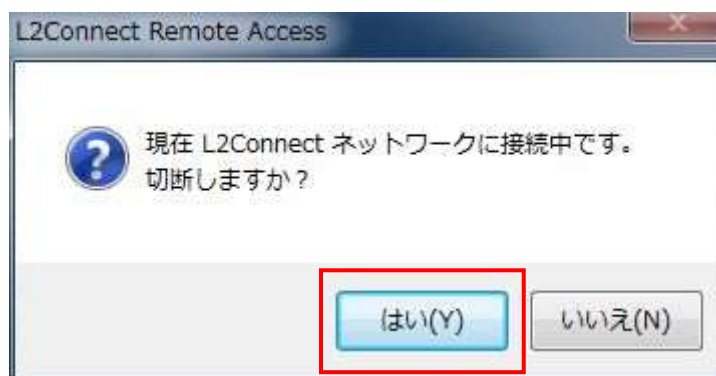 L2Connect Remote Access
現在 L2Connect ネットワークに接続中です。
切断しますか？
はい(Y)
いいえ(N)